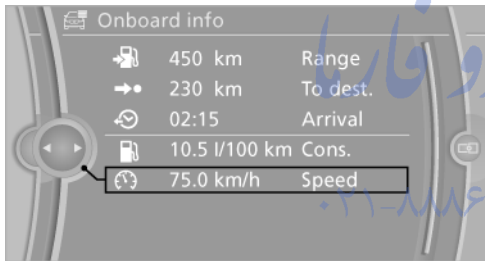 Onboard info
450 km Range
230 km To dest.
02:15 Arrival
10.5 l/100 km Cons.
75.0 km/h Speed